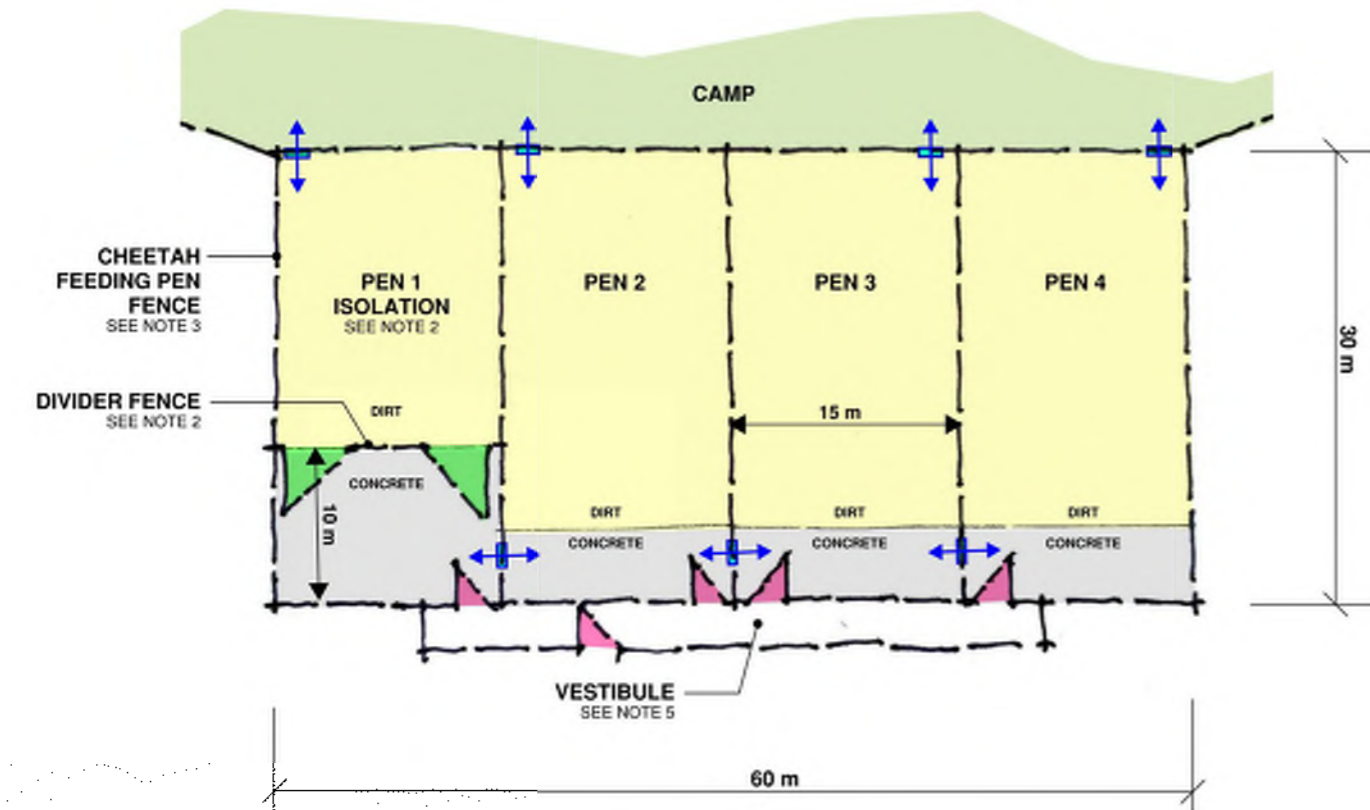 CAMP
CHEETAH
FEEDING PEN
FENCE
SEE NOTE 3
PEN 1
ISOLATION
SEE NOTE 2
PEN 2
PEN 3
PEN 4
30 m
DIVIDER FENCE
SEE NOTE 2
DIRT
15 m
CONCRETE
10 m
DIRT
CONCRETE
DIRT
CONCRETE
DIRT
CONCRETE
VESTIBULE
SEE NOTE 5
60 m